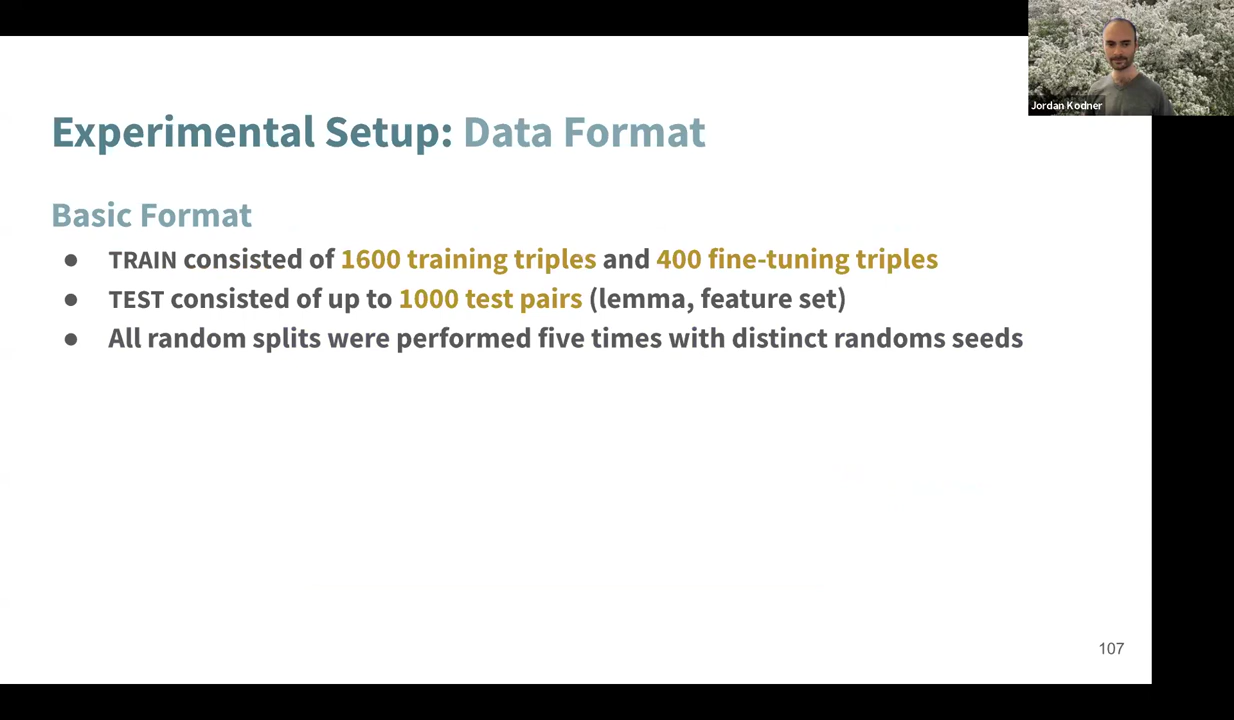 Jordan Kodner
Experimental Setup: Data Format
Basic Format
● TRAIN consisted of 1600 training triples and 400 fine-tuning triples
● TEST consisted of up to 1000 test pairs (lemma, feature set)
● All random splits were performed five times with distinct randoms seeds
107